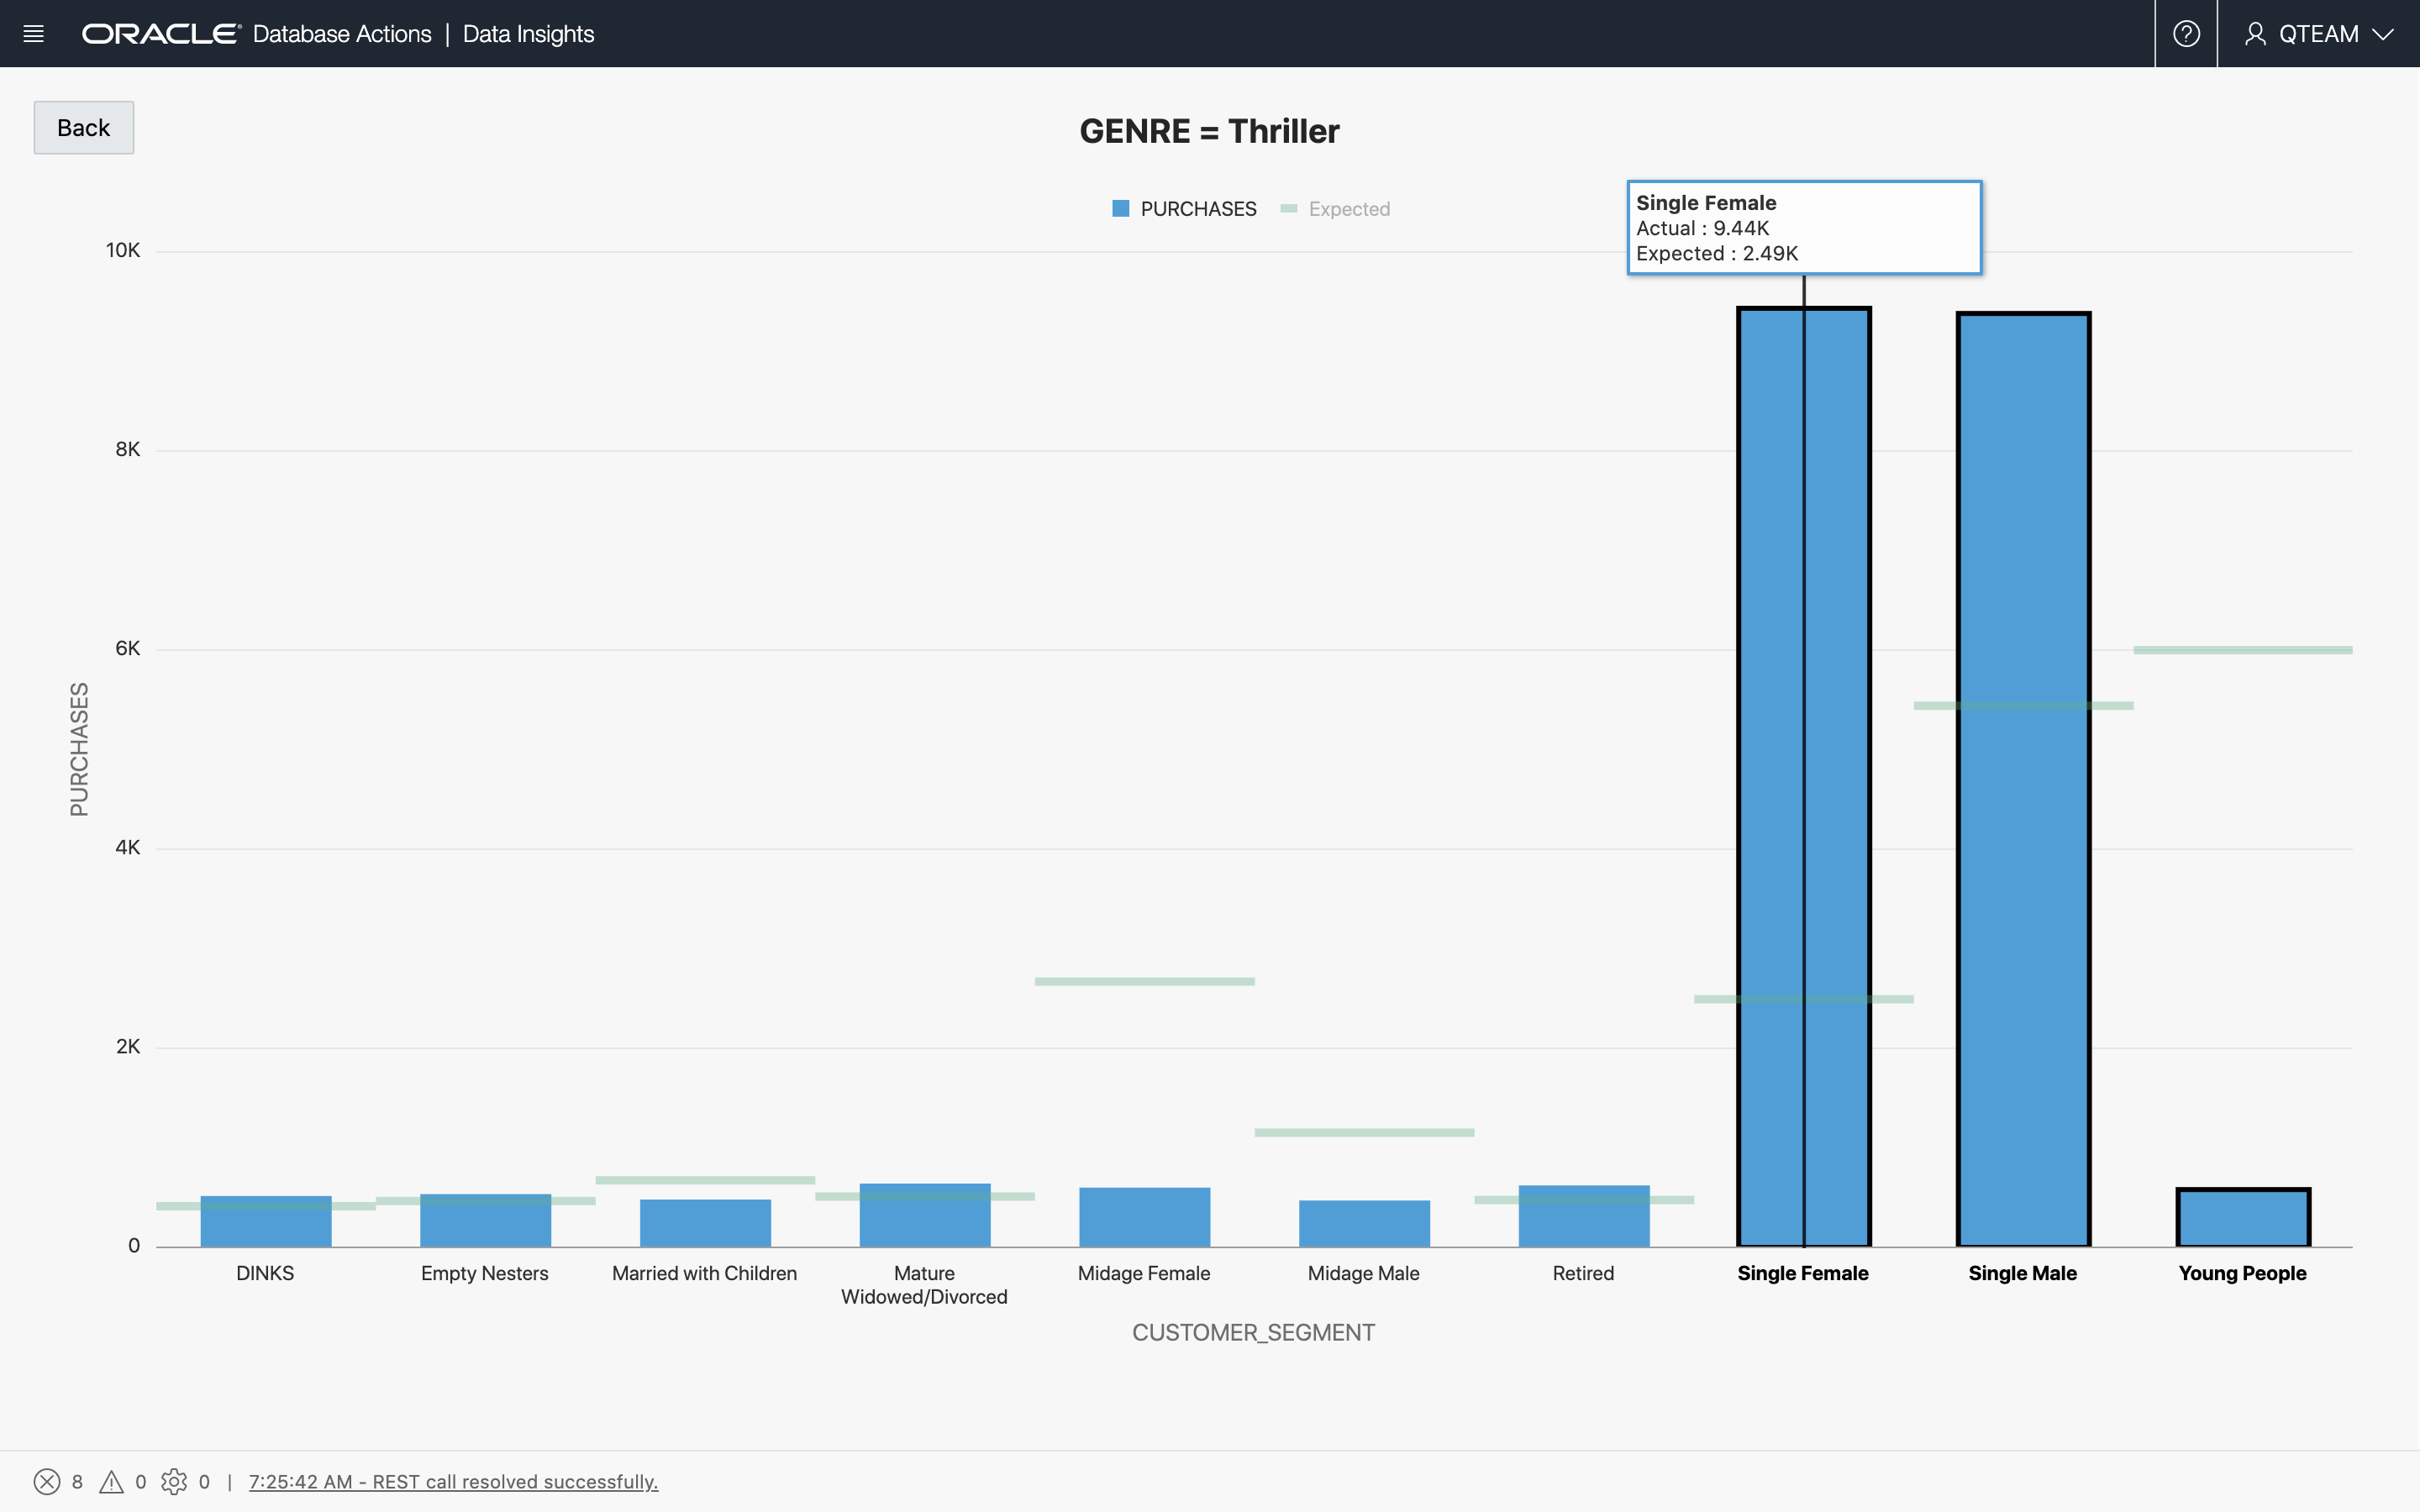 ORACLE® Database Actions | Data Insights
QTEAM
Back
GENRE = Thriller
PURCHASES Expected
Single Female
Actual : 9.44K
Expected : 2.49K
10K
8K
6K
4K
2K
0
PURCHASES
DINKS Empty Nesters Married with Children Mature Midage Female Midage Male Retired Single Female Single Male Young People
Widowed/Divorced
CUSTOMER_SEGMENT
8 0 0 | 7:25:42 AM - REST call resolved successfully.